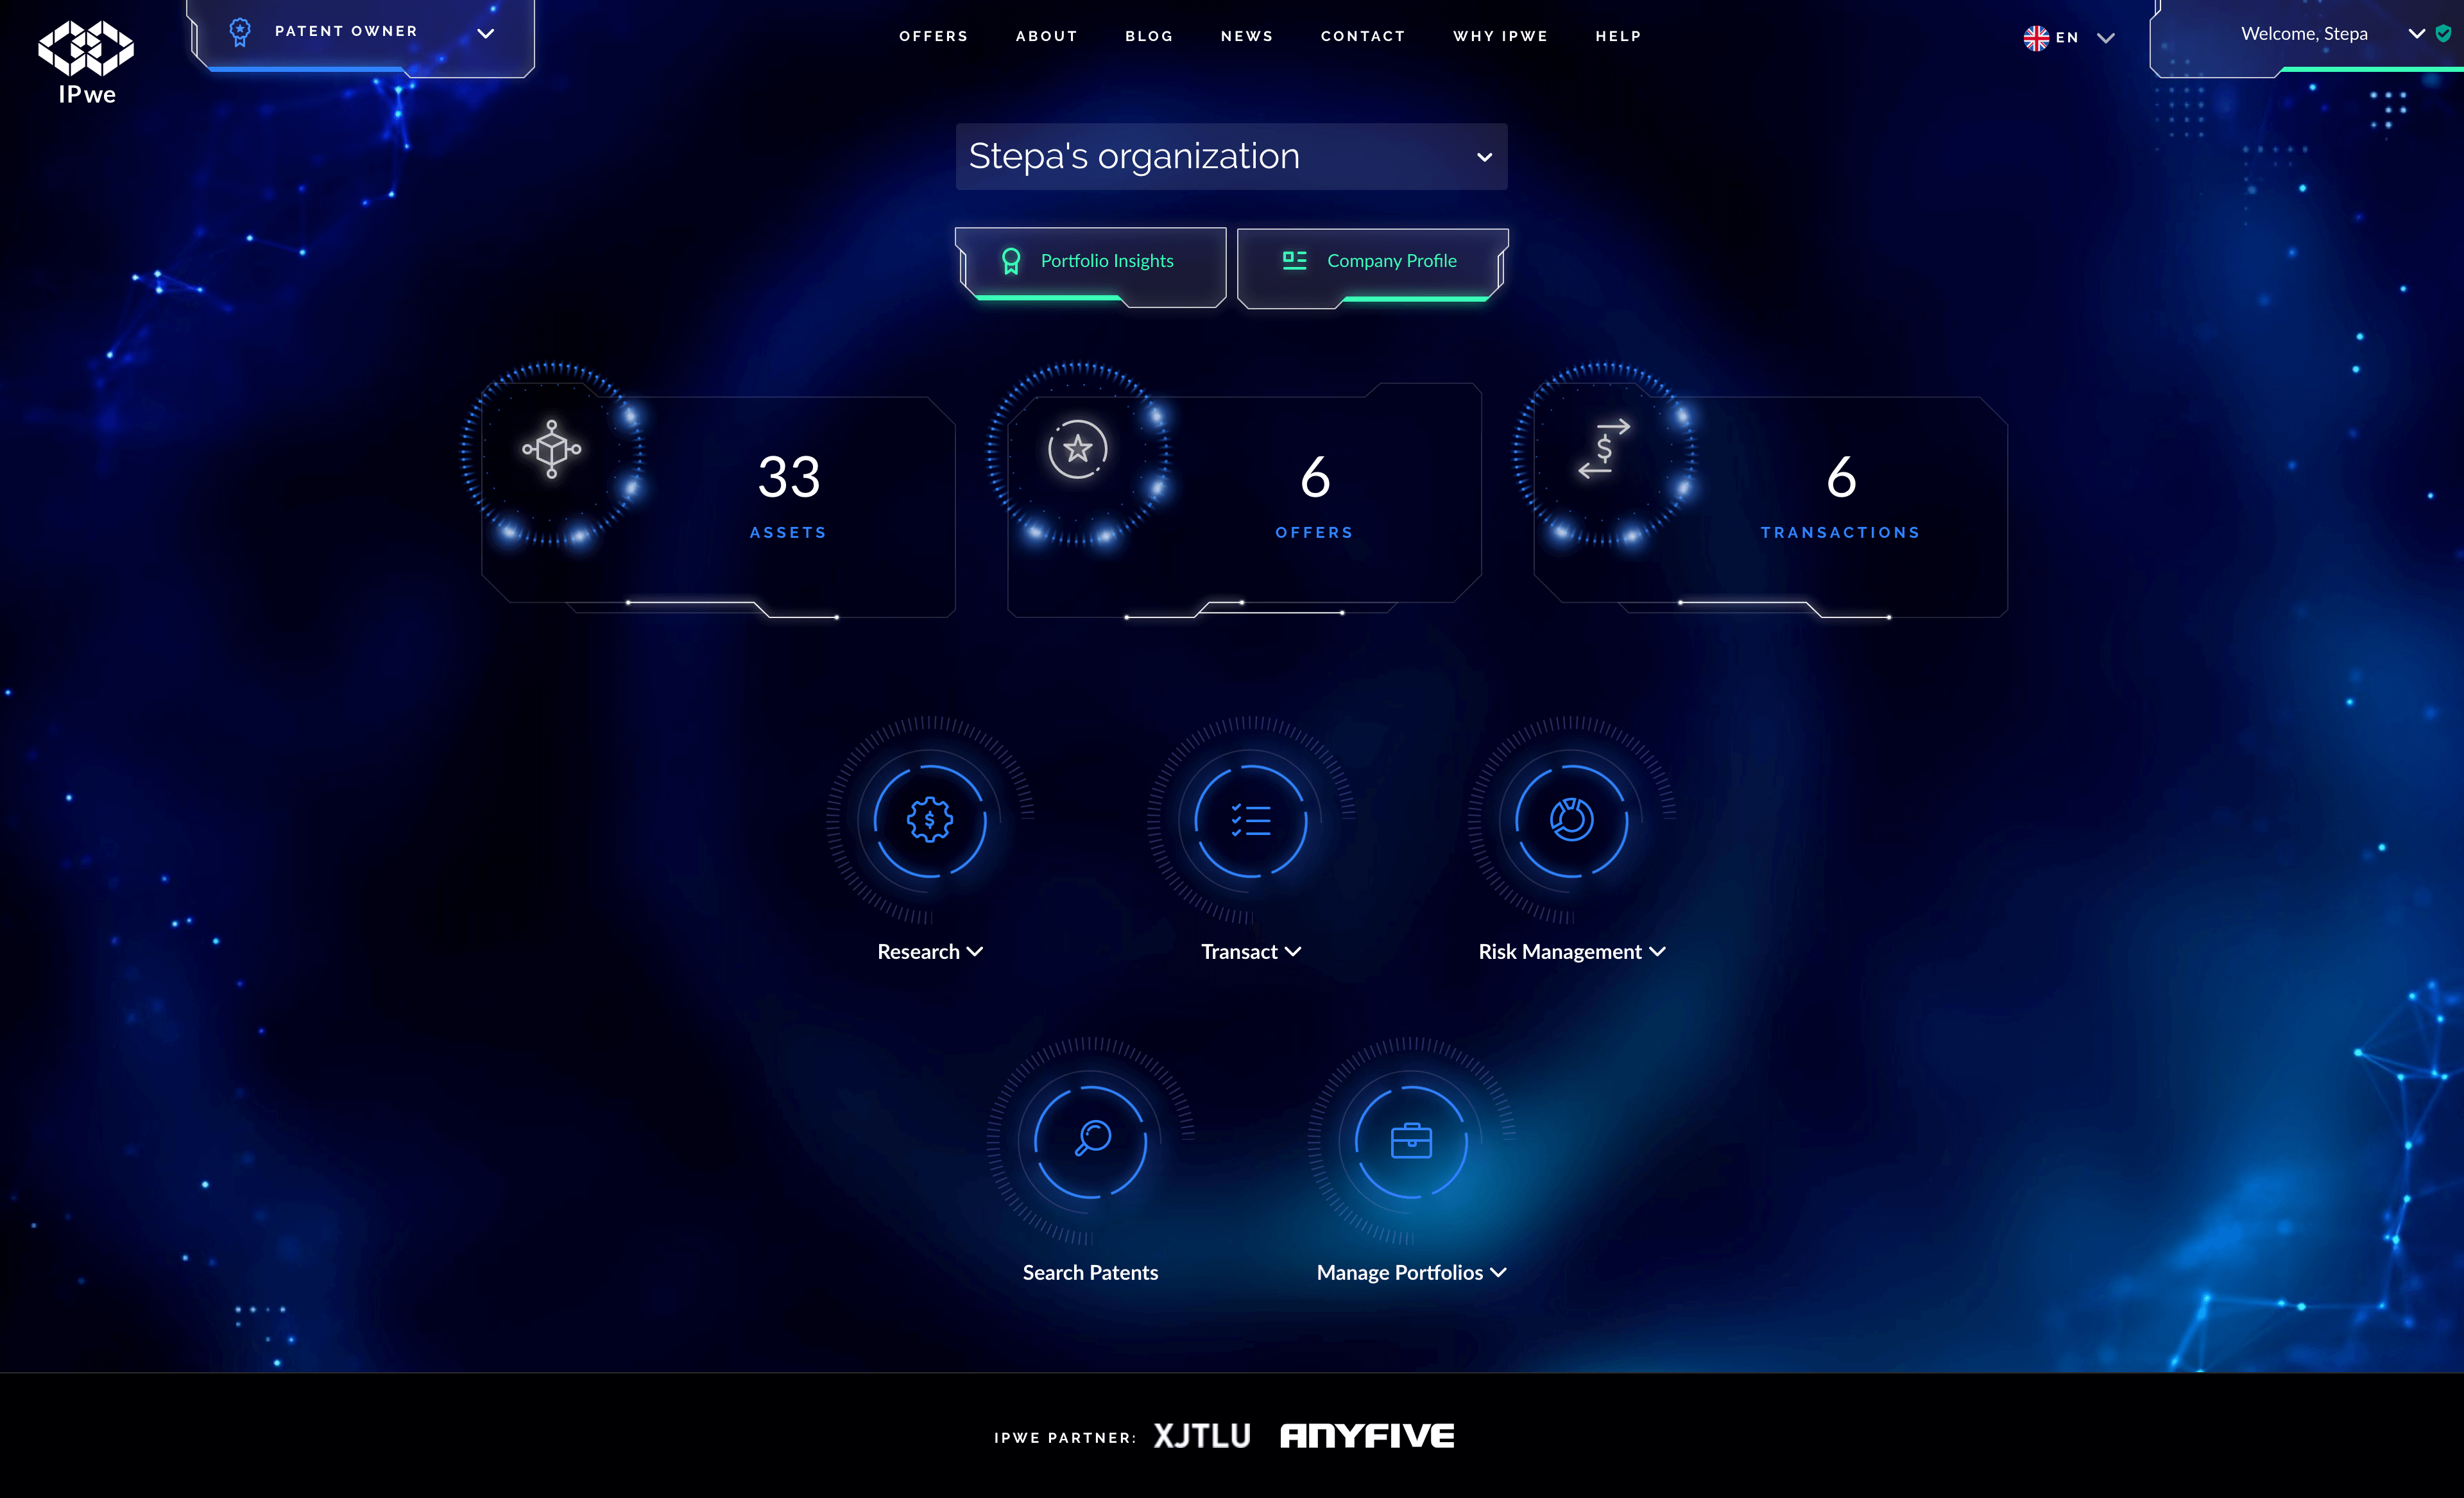 IPwe
PATENT OWNER
OFFERS ABOUT BLOG NEWS CONTACT WHY IPWE HELP
EN
Welcome, Stepa
Stepa's organization
Portfolio Insights
Company Profile
33
ASSETS
6
OFFERS
6
TRANSACTIONS
Research
Transact
Risk Management
Search Patents
Manage Portfolios
IPWE PARTNER: XJTLU ANYFIVE